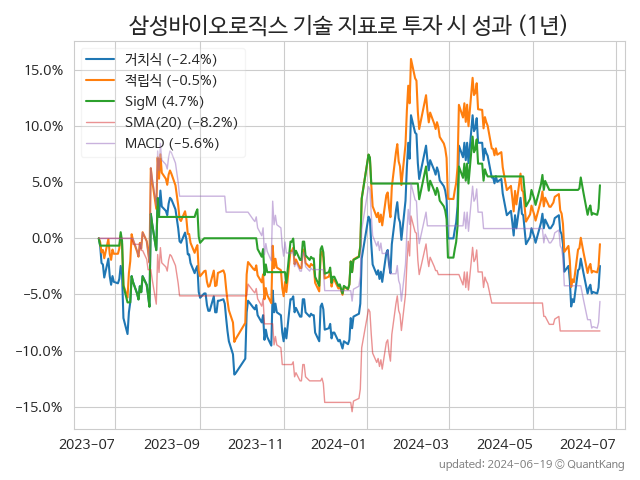 삼성바이오로직스 기술 지표로 투자 시 성과 (1년)
거치식 (−2.4%)
적립식 (−0.5%)
SigM (4.7%)
SMA(20) (−8.2%)
MACD (−5.6%)
15.0%
10.0%
5.0%
0.0%
−5.0%
−10.0%
−15.0%
2023-07 2023-09 2023-11 2024-01 2024-03 2024-05 2024-07
updated: 2024-06-19 © QuantKang